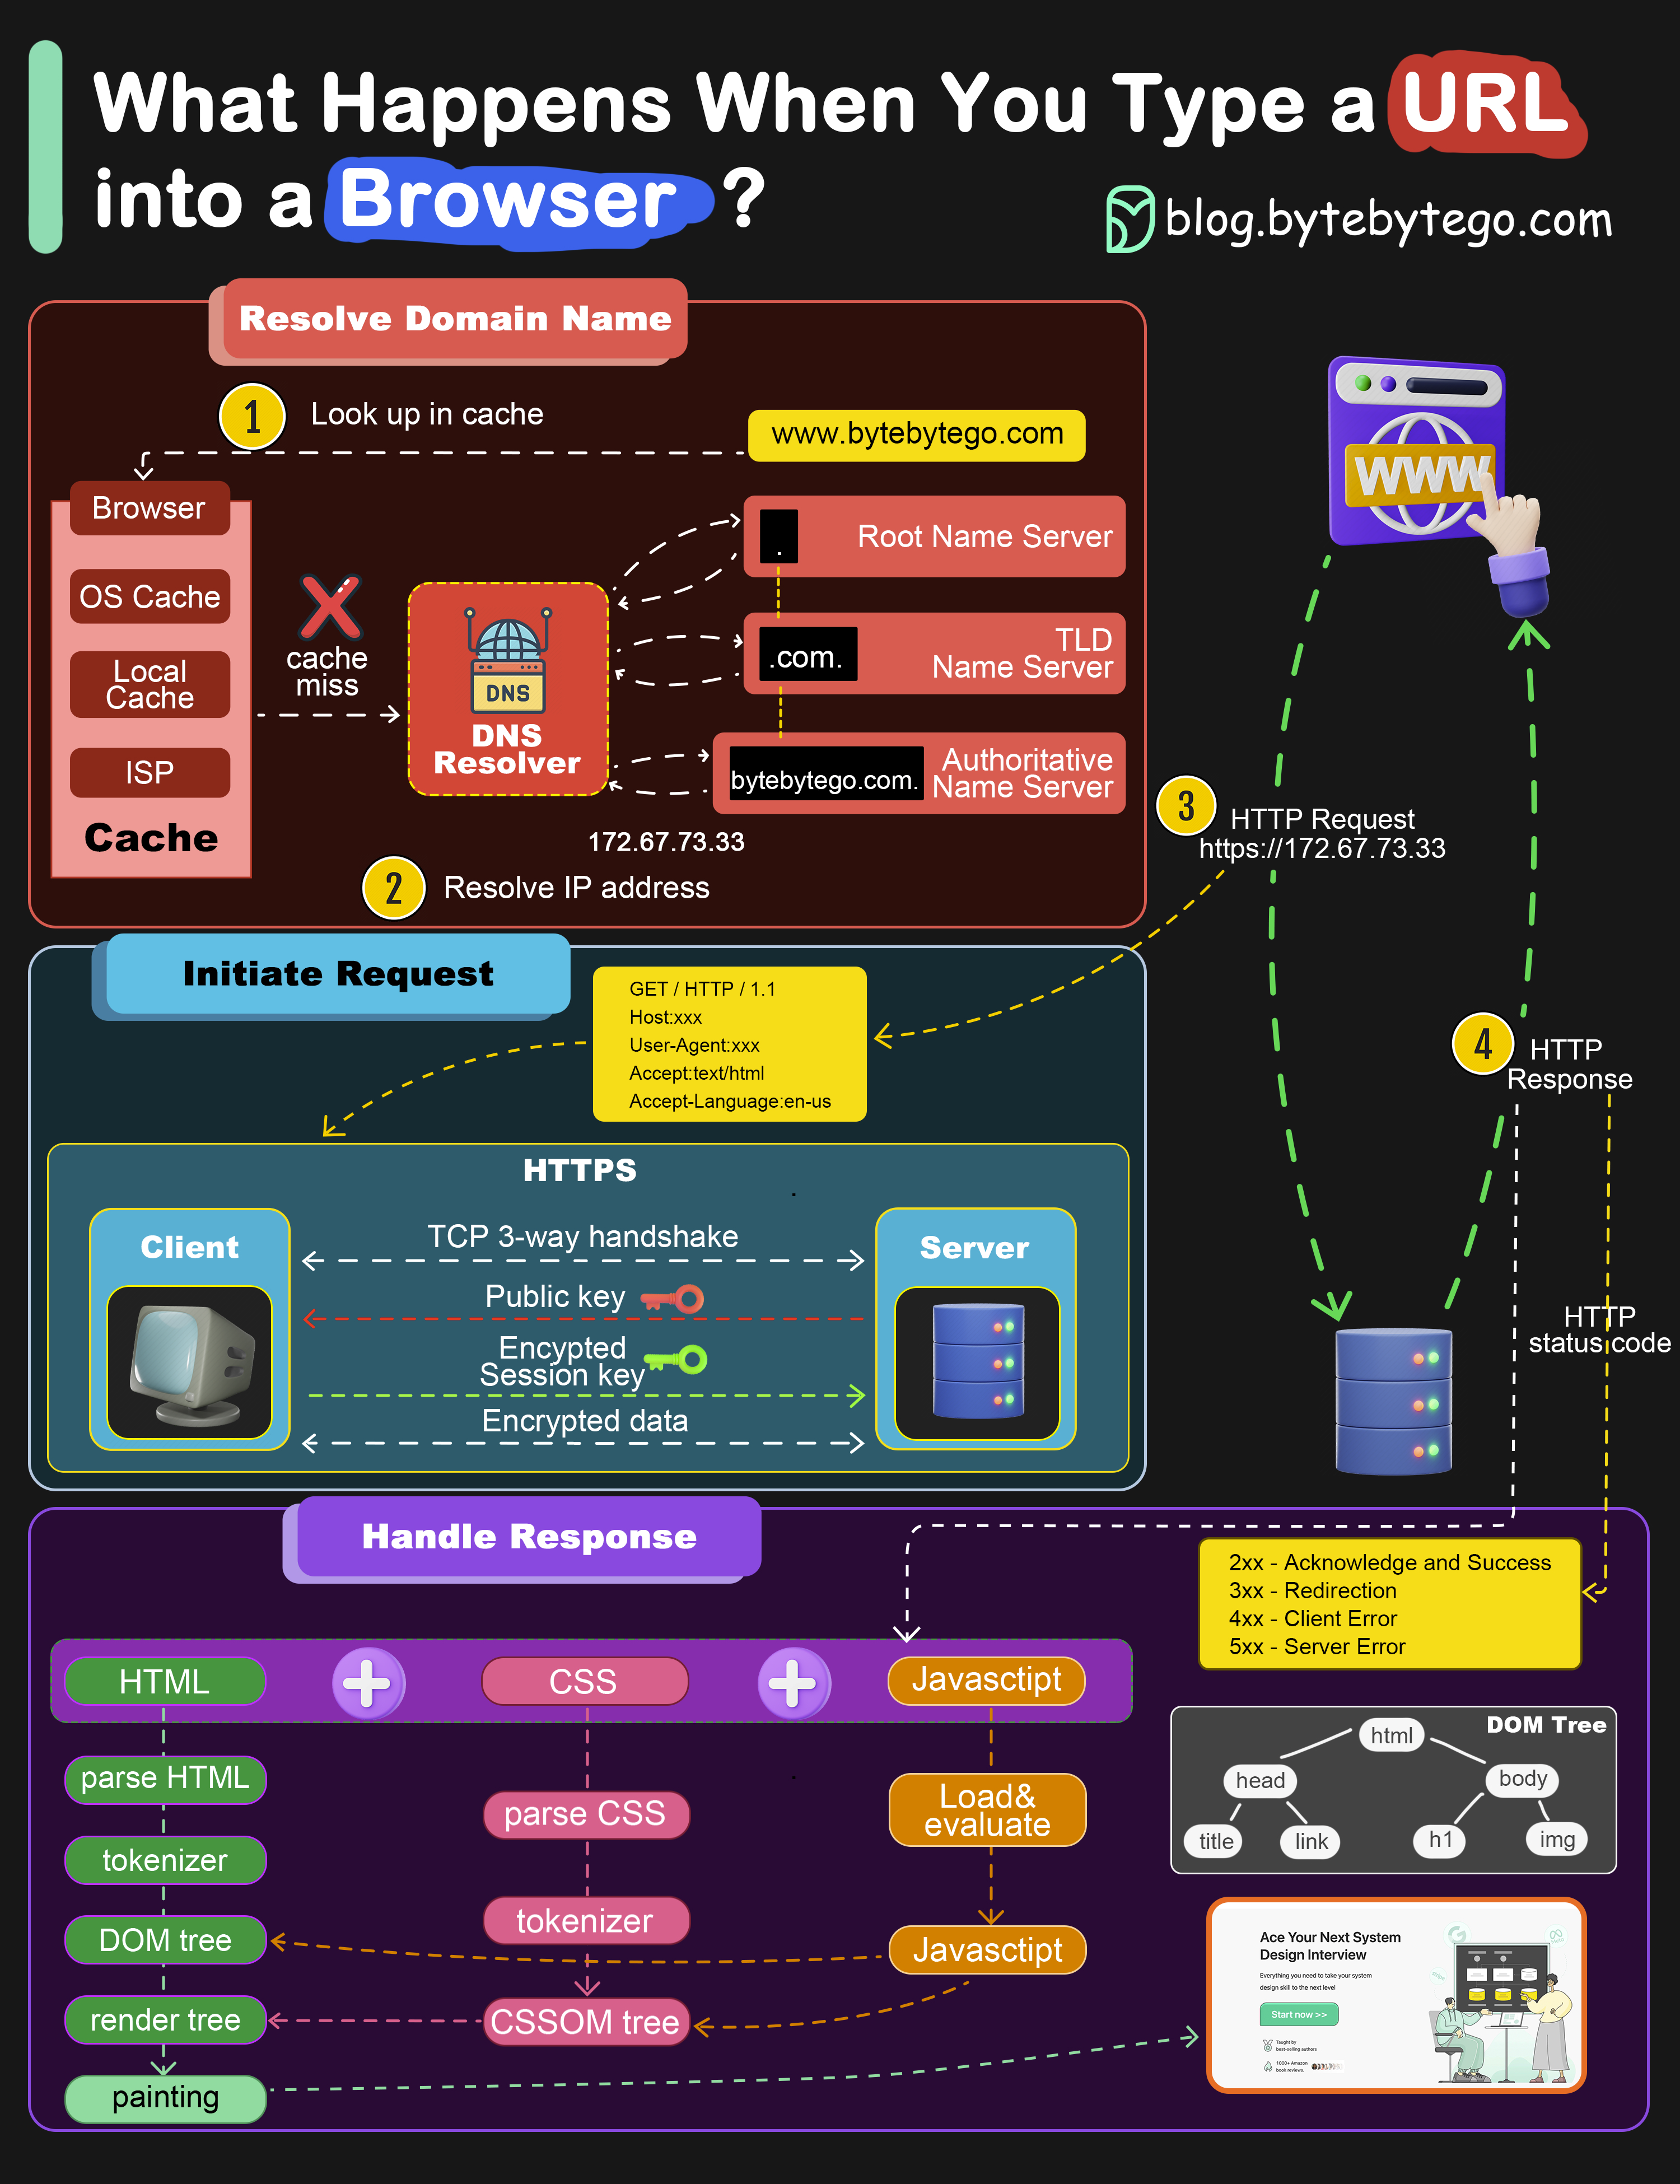 What Happens When You Type a URL
into a Browser ?
blog.bytebytego.com
Resolve Domain Name
1
Look up in cache
www.bytebytego.com
Browser
OS Cache
Local
Cache
ISP
Cache
cache
miss
DNS
DNS
Resolver
.
Root Name Server
.com.
TLD
Name Server
bytebytego.com.
Authoritative
Name Server
172.67.73.33
2
Resolve IP address
WWW
3
HTTP Request
https://172.67.73.33
Initiate Request
GET / HTTP / 1.1
Host:xxx
User-Agent:xxx
Accept:text/html
Accept-Language:en-us
4
HTTP
Response
HTTP
status code
HTTPS
Client
Server
TCP 3-way handshake
Public key
Encypted
Session key
Encrypted data
Handle Response
2xx - Acknowledge and Success
3xx - Redirection
4xx - Client Error
5xx - Server Error
HTML
CSS
Javasctipt
parse HTML
tokenizer
DOM tree
render tree
painting
parse CSS
tokenizer
CSSOM tree
Load&
evaluate
Javasctipt
DOM Tree
html
head
body
title
link
h1
img
Ace Your Next System
Design Interview
Everything you need to take your system
design skill to the next level
Start now >>
Taught by
best-selling authors
1000+ Amazon
book reviews